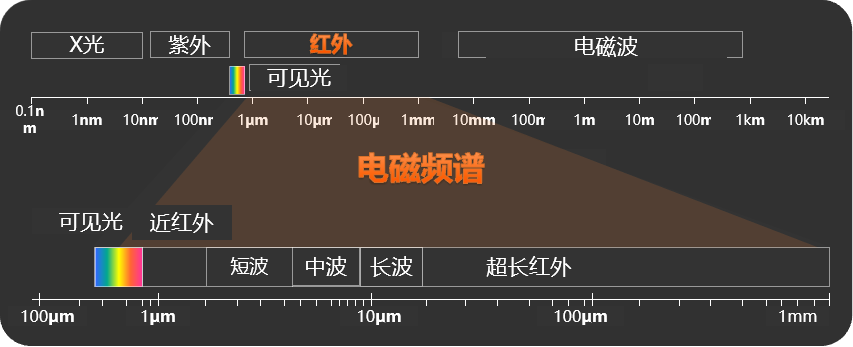 X光 紫外 红外 电磁波
可见光
0.1n
m
1nm 10nm 100nm 1μm 10μm 100μ 1mm 10mm 100m 1m 10m 100m 1km 10km
电磁频谱
可见光 近红外
短波 中波 长波 超长红外
100μm 1μm 10μm 100μm 1mm